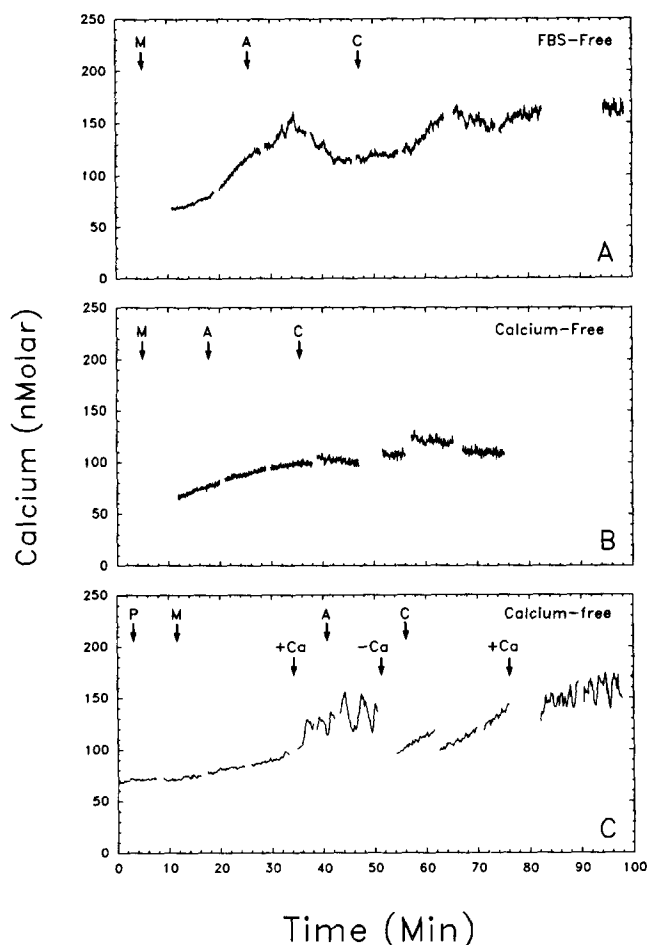 250
200
150
100
50
0
M A C FBS-Free
A
250
200
150
100
50
0
M A C Calcium-Free
B
250
200
150
100
50
0
P M A C Calcium-free
+Ca -Ca +Ca
C
0 10 20 30 40 50 60 70 80 90 100
Calcium (nMolar)
Time (Min)